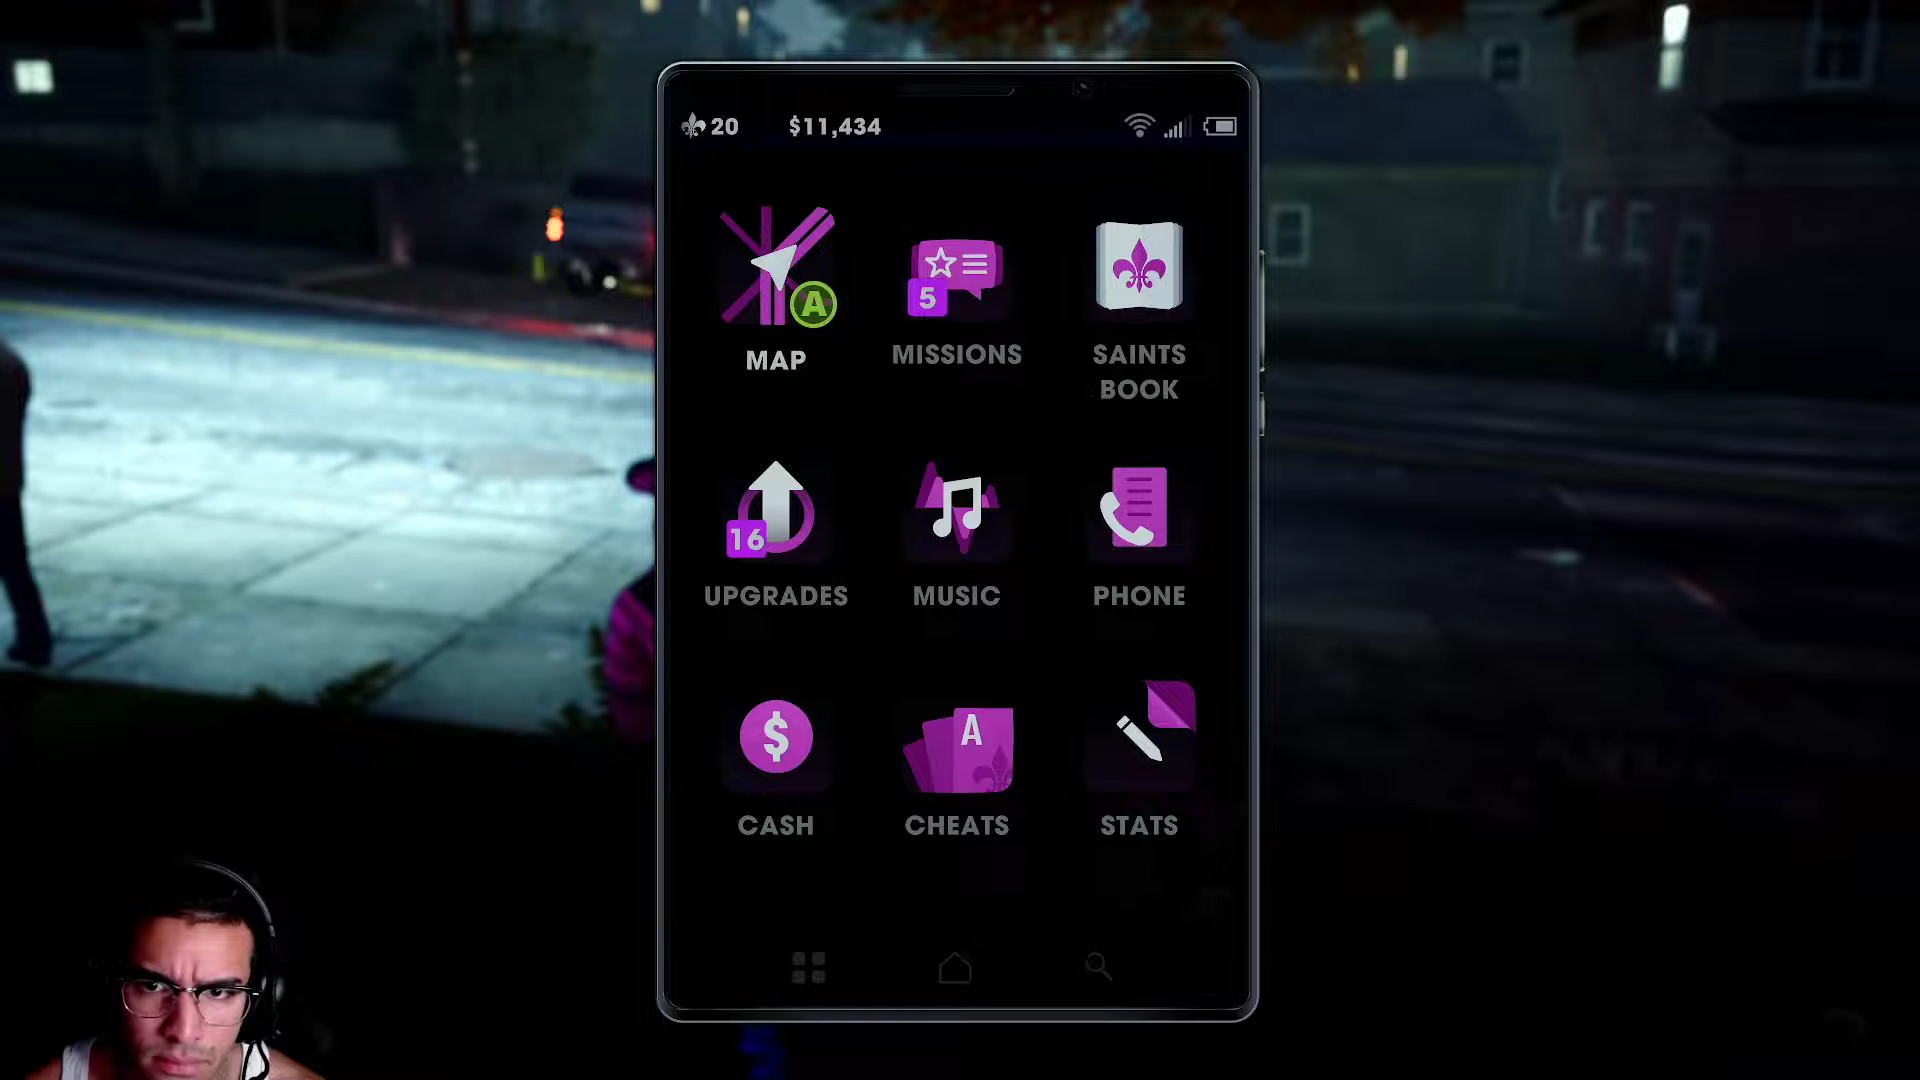 20 $11,434
A
5
MAP MISSIONS SAINTS
BOOK
16
UPGRADES MUSIC PHONE
$ A
CASH CHEATS STATS